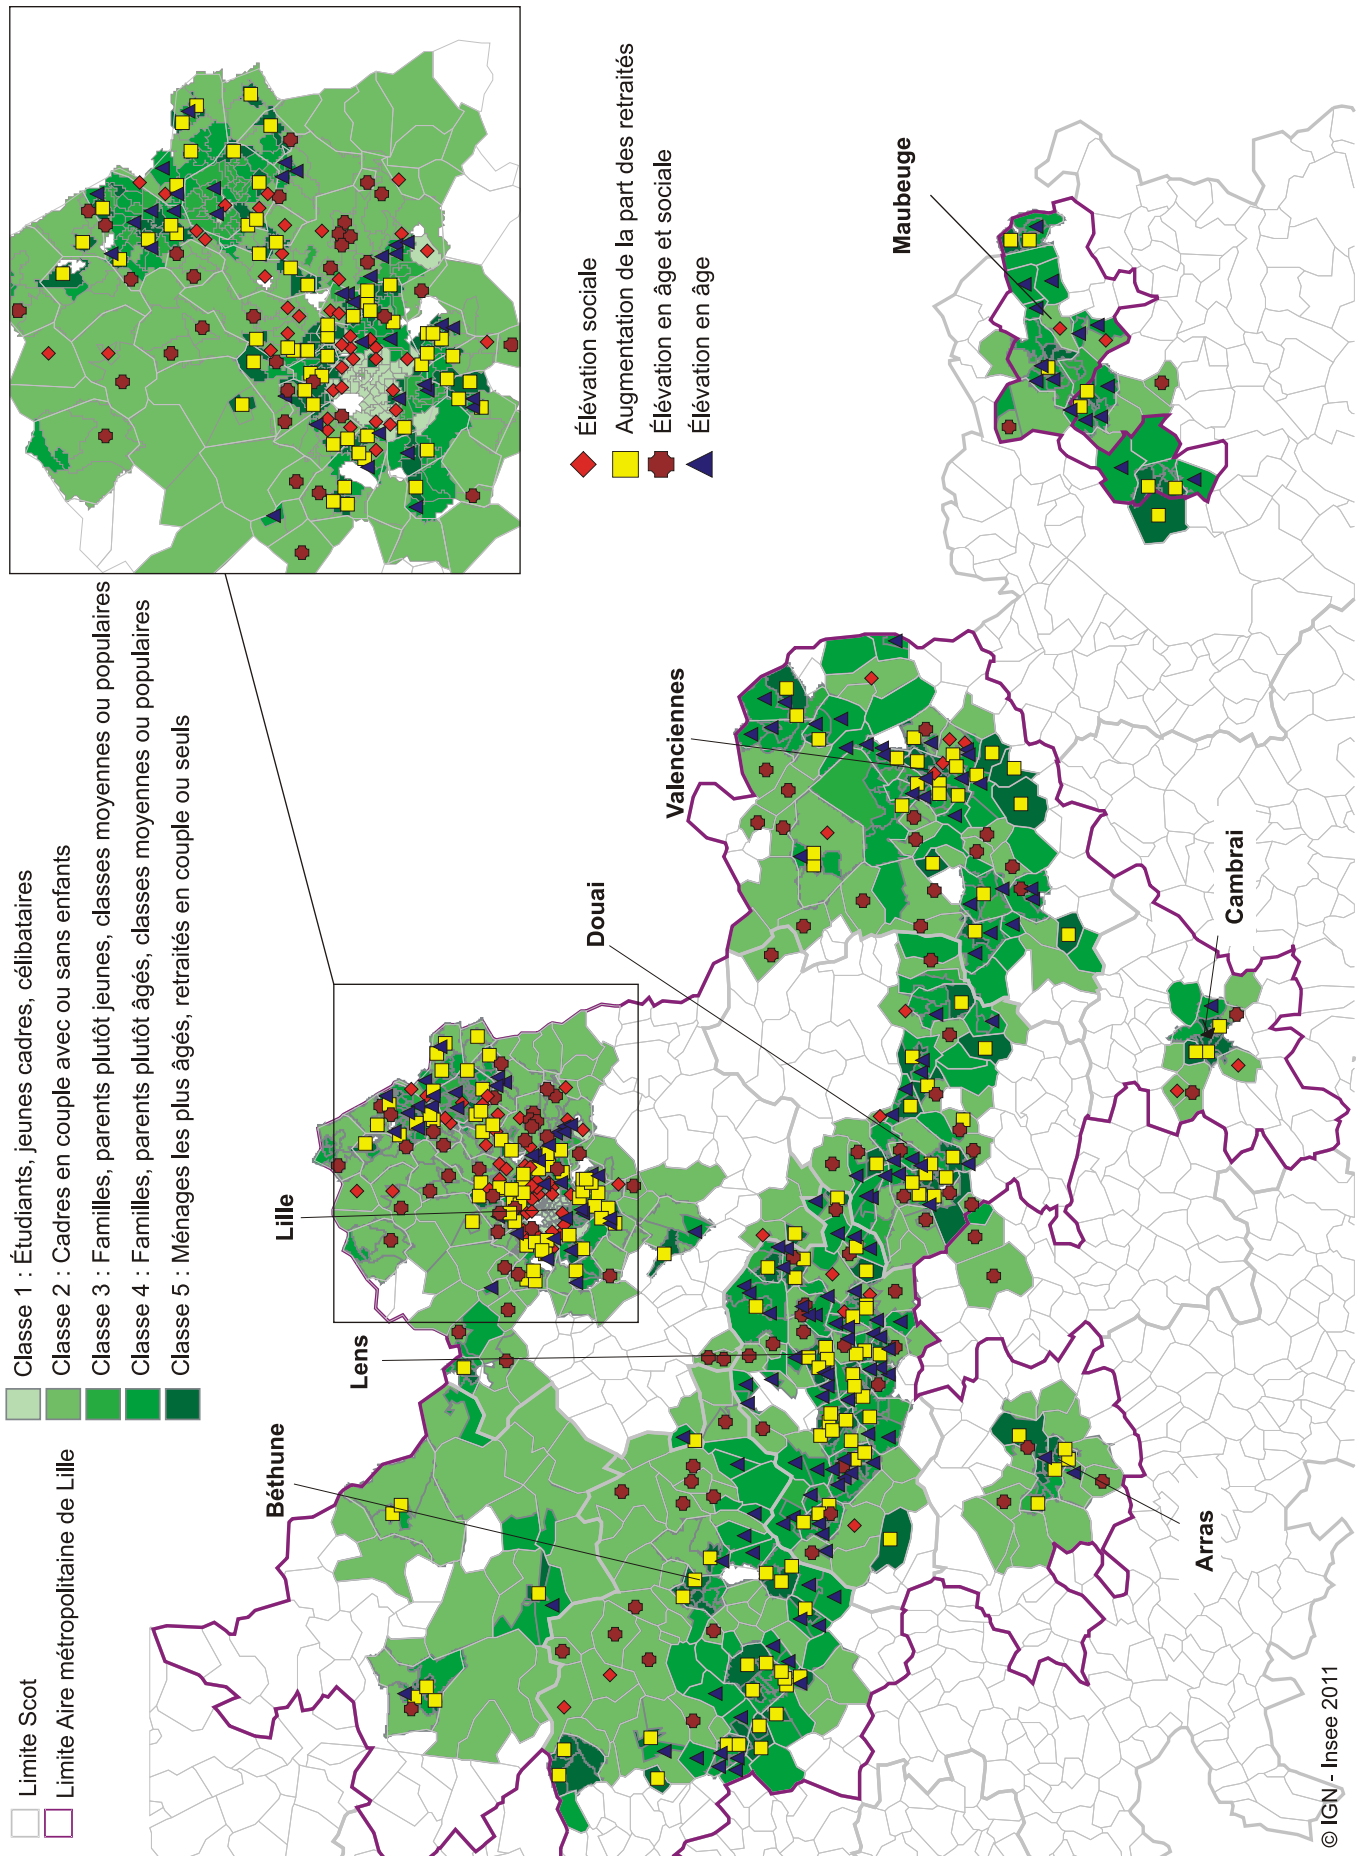 Limite Scot
Limite Aire métropolitaine de Lille
Classe 1 : Étudiants, jeunes cadres, célibataires
Classe 2 : Cadres en couple avec ou sans enfants
Classe 3 : Familles, parents plutôt jeunes, classes moyennes ou populaires
Classe 4 : Familles, parents plutôt âgés, classes moyennes ou populaires
Classe 5 : Ménages les plus âgés, retraités en couple ou seuls
Élévation sociale
Augmentation de la part des retraités
Élévation en âge et sociale
Élévation en âge
Béthune
Lens
Lille
Douai
Valenciennes
Maubeuge
Arras
Cambrai
© IGN - Insee 2011